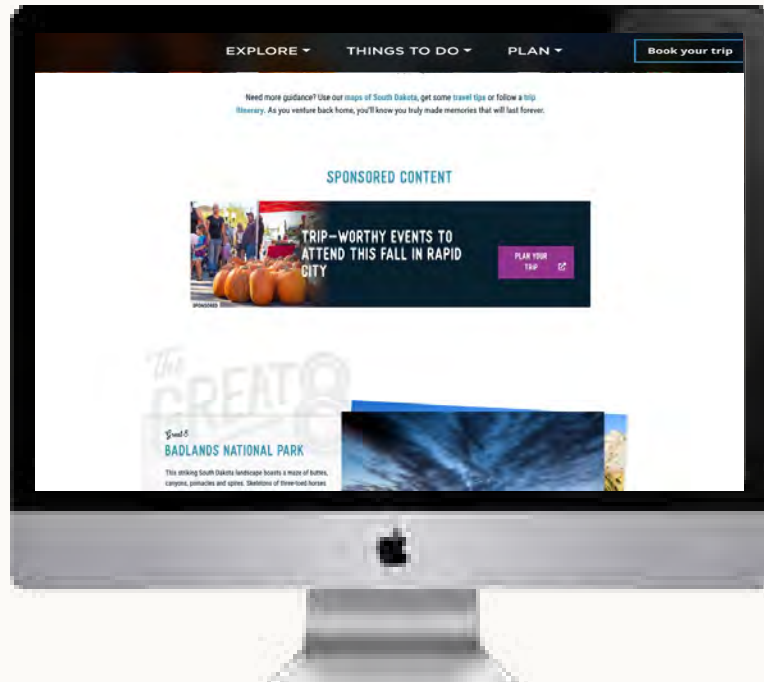 EXPLORE THINGS TO DO PLAN Book your trip
Need more guidance? Use our maps of South Dakota, get some travel tips or follow a trip
itinerary. As you venture back home, you'll know you truly made memories that will last forever.
SPONSORED CONTENT
TRIP-WORTHY EVENTS TO
ATTEND THIS FALL IN RAPID
CITY
PLAN YOUR
TRIP
SPONSORED
The
GREAT 8
Great 8
BADLANDS NATIONAL PARK
This striking South Dakota landscape boasts a maze of buttes,
canyons, pinnacles and spires. Skeletons of three-toed horses